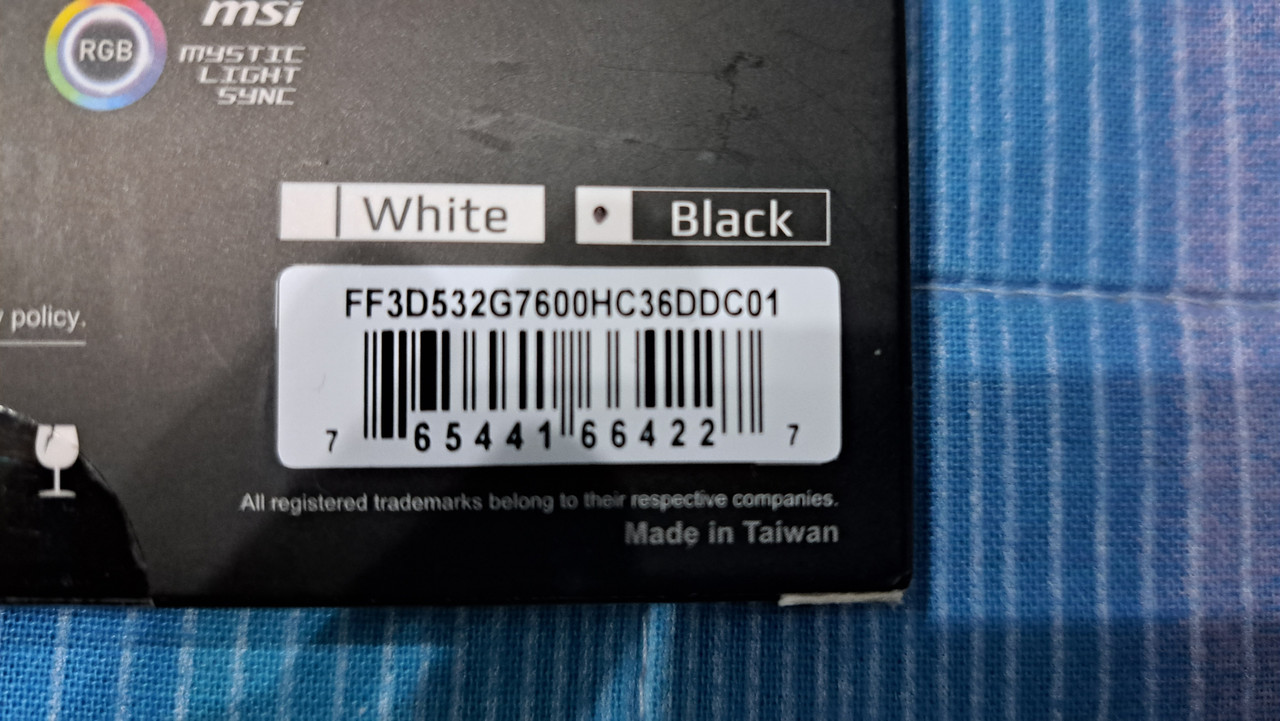 RGB
msi
MYSTIC
LIGHT
SYNC
White
Black
policy.
FF3D532G7600HC36DDC01
7 65441 66422 7
All registered trademarks belong to their respective companies.
Made in Taiwan